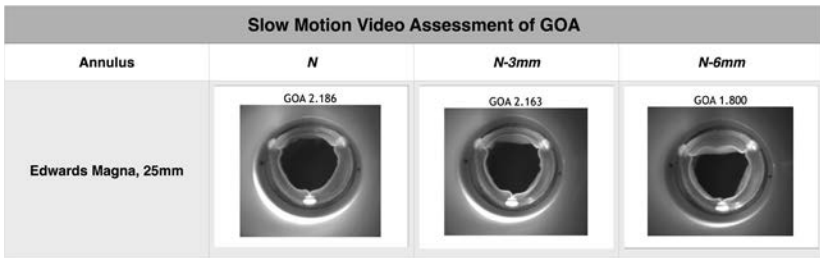 Slow Motion Video Assessment of GOA
Annulus N N-3mm N-6mm
GOA 2.186 GOA 2.163 GOA 1.800
Edwards Magna, 25mm